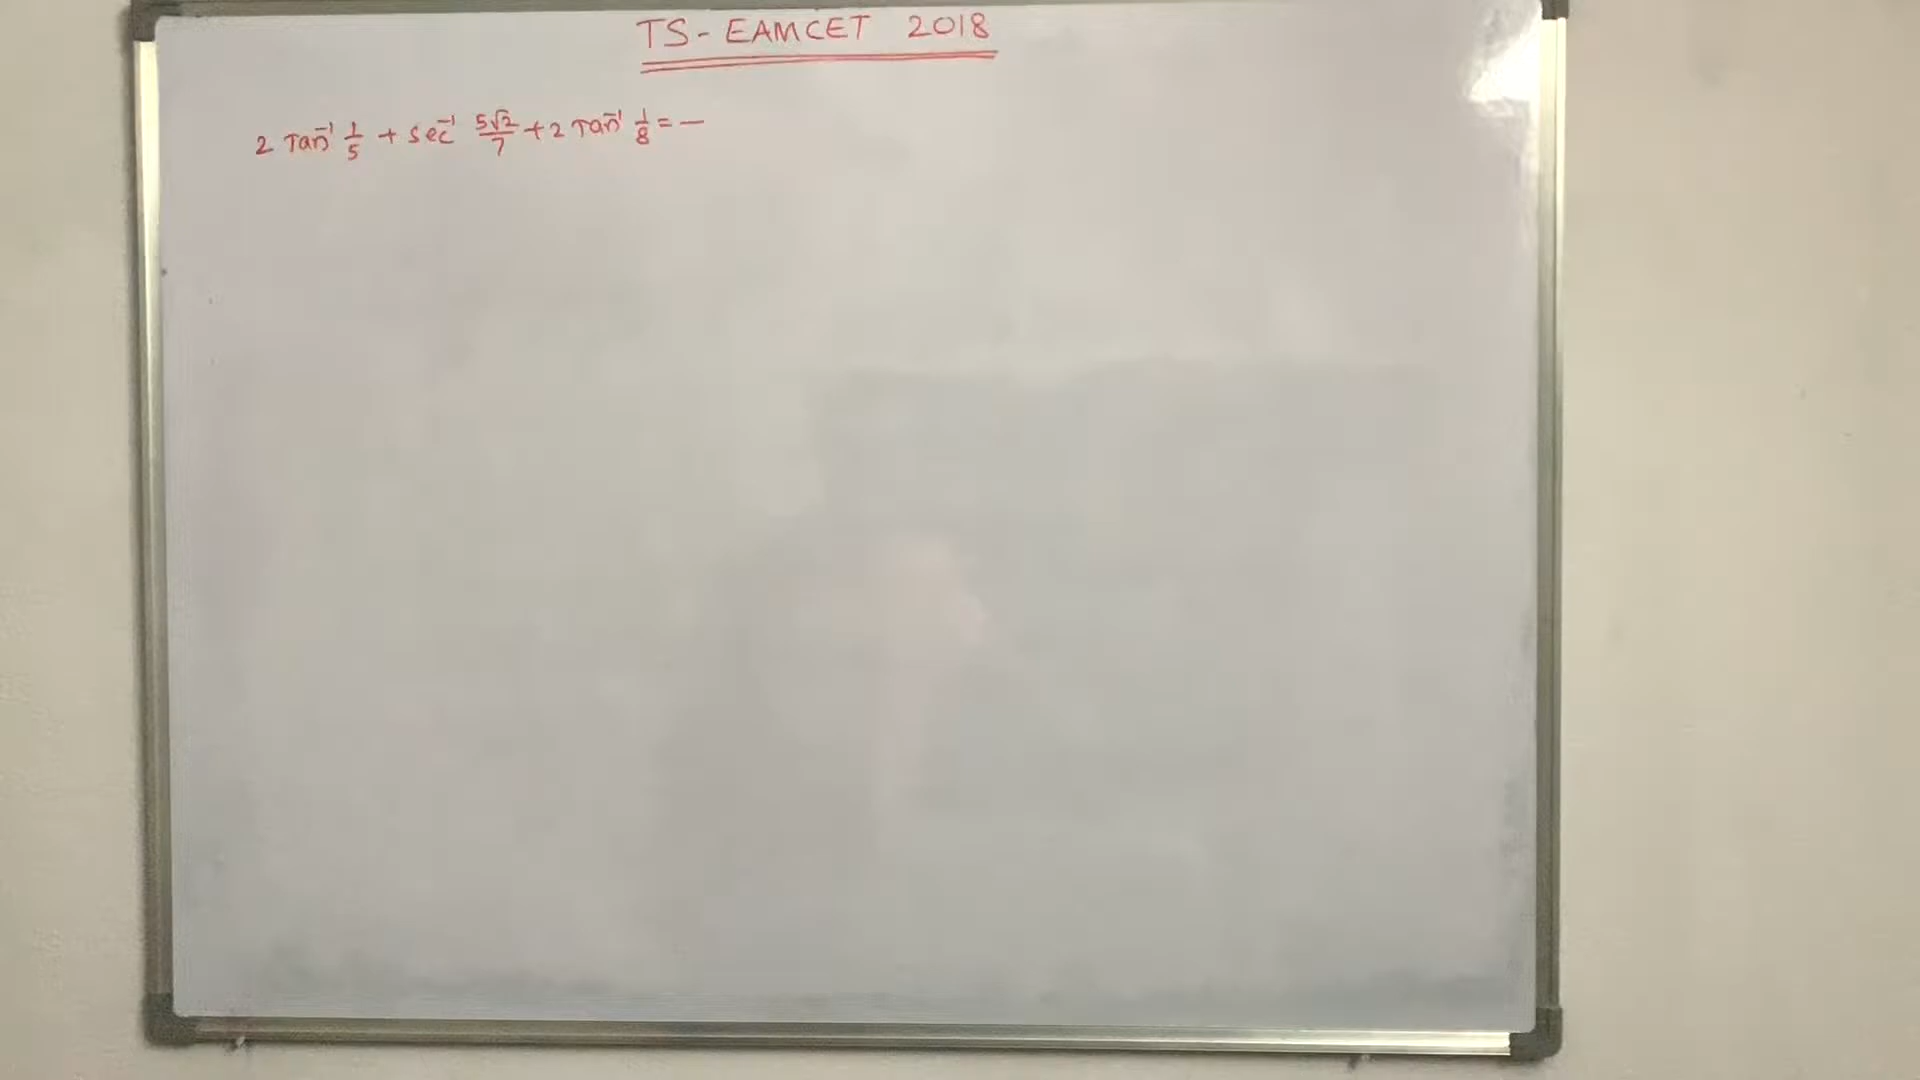 TS - EAMCET 2018
2 Tan⁻¹ 1/5 + sec⁻¹ 5√2/7 + 2 Tan⁻¹ 1/8 = —